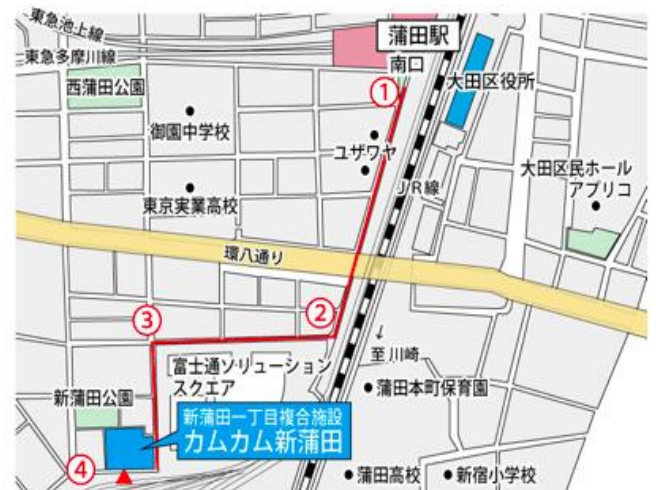 東急池上線
東急多摩川線
西蒲田公園
蒲田駅
南口
①
大田区役所
御園中学校
ユザワヤ
JR線
大田区民ホール
アプリコ
東京実業高校
環八通り
②
③
至川崎
富士通ソリューション
スクエア
蒲田本町保育園
新蒲田公園
新蒲田一丁目複合施設
カムカム新蒲田
④
蒲田高校
新宿小学校